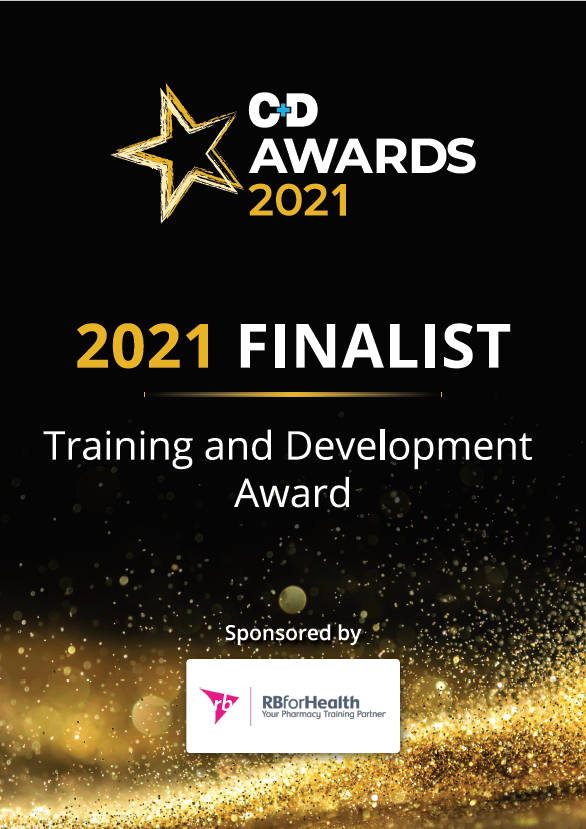 C+D
AWARDS
2021
2021 FINALIST
Training and Development
Award
Sponsored by
rb
RBforHealth
Your Pharmacy Training Partner